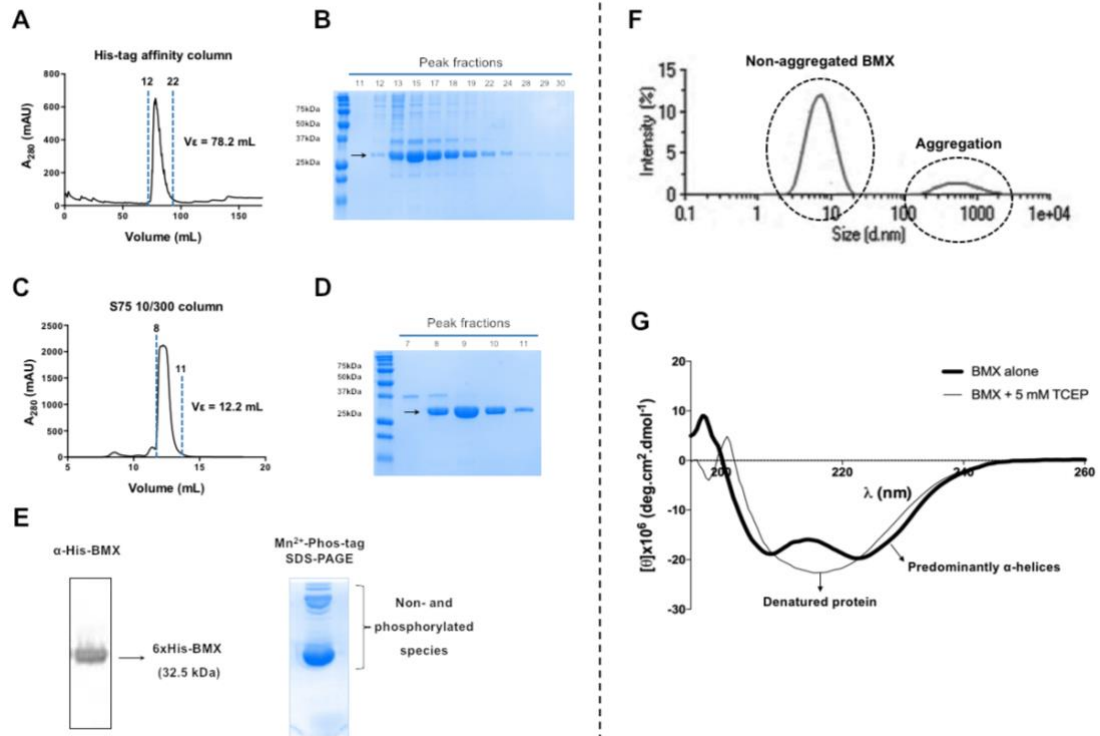 A
His-tag affinity column
800
600
400
200
0
A280 (mAU)
12 22
Vε = 78.2 mL
0 50 100 150
Volume (mL)
B
Peak fractions
11 12 13 15 17 18 19 22 24 28 29 30
75kDa
50kDa
37kDa
25kDa
C
S75 10/300 column
2500
2000
1500
1000
500
0
A280 (mAU)
8
11
Vε = 12.2 mL
5 10 15 20
Volume (mL)
D
Peak fractions
7 8 9 10 11
75kDa
50kDa
37kDa
25kDa
E
α-His-BMX
6xHis-BMX
(32.5 kDa)
Mn2+-Phos-tag
SDS-PAGE
Non- and
phosphorylated
species
F
Non-aggregated BMX
Aggregation
15
10
5
0
Intensity (%)
0.1 1 10 100 1000 1e+04
Size (d.nm)
G
20
10
0
-10
-20
-30
[θ]x10⁶ (deg.cm².dmol⁻¹)
BMX alone
BMX + 5 mM TCEP
200 220 240 260
λ (nm)
Predominantly α-helices
Denatured protein